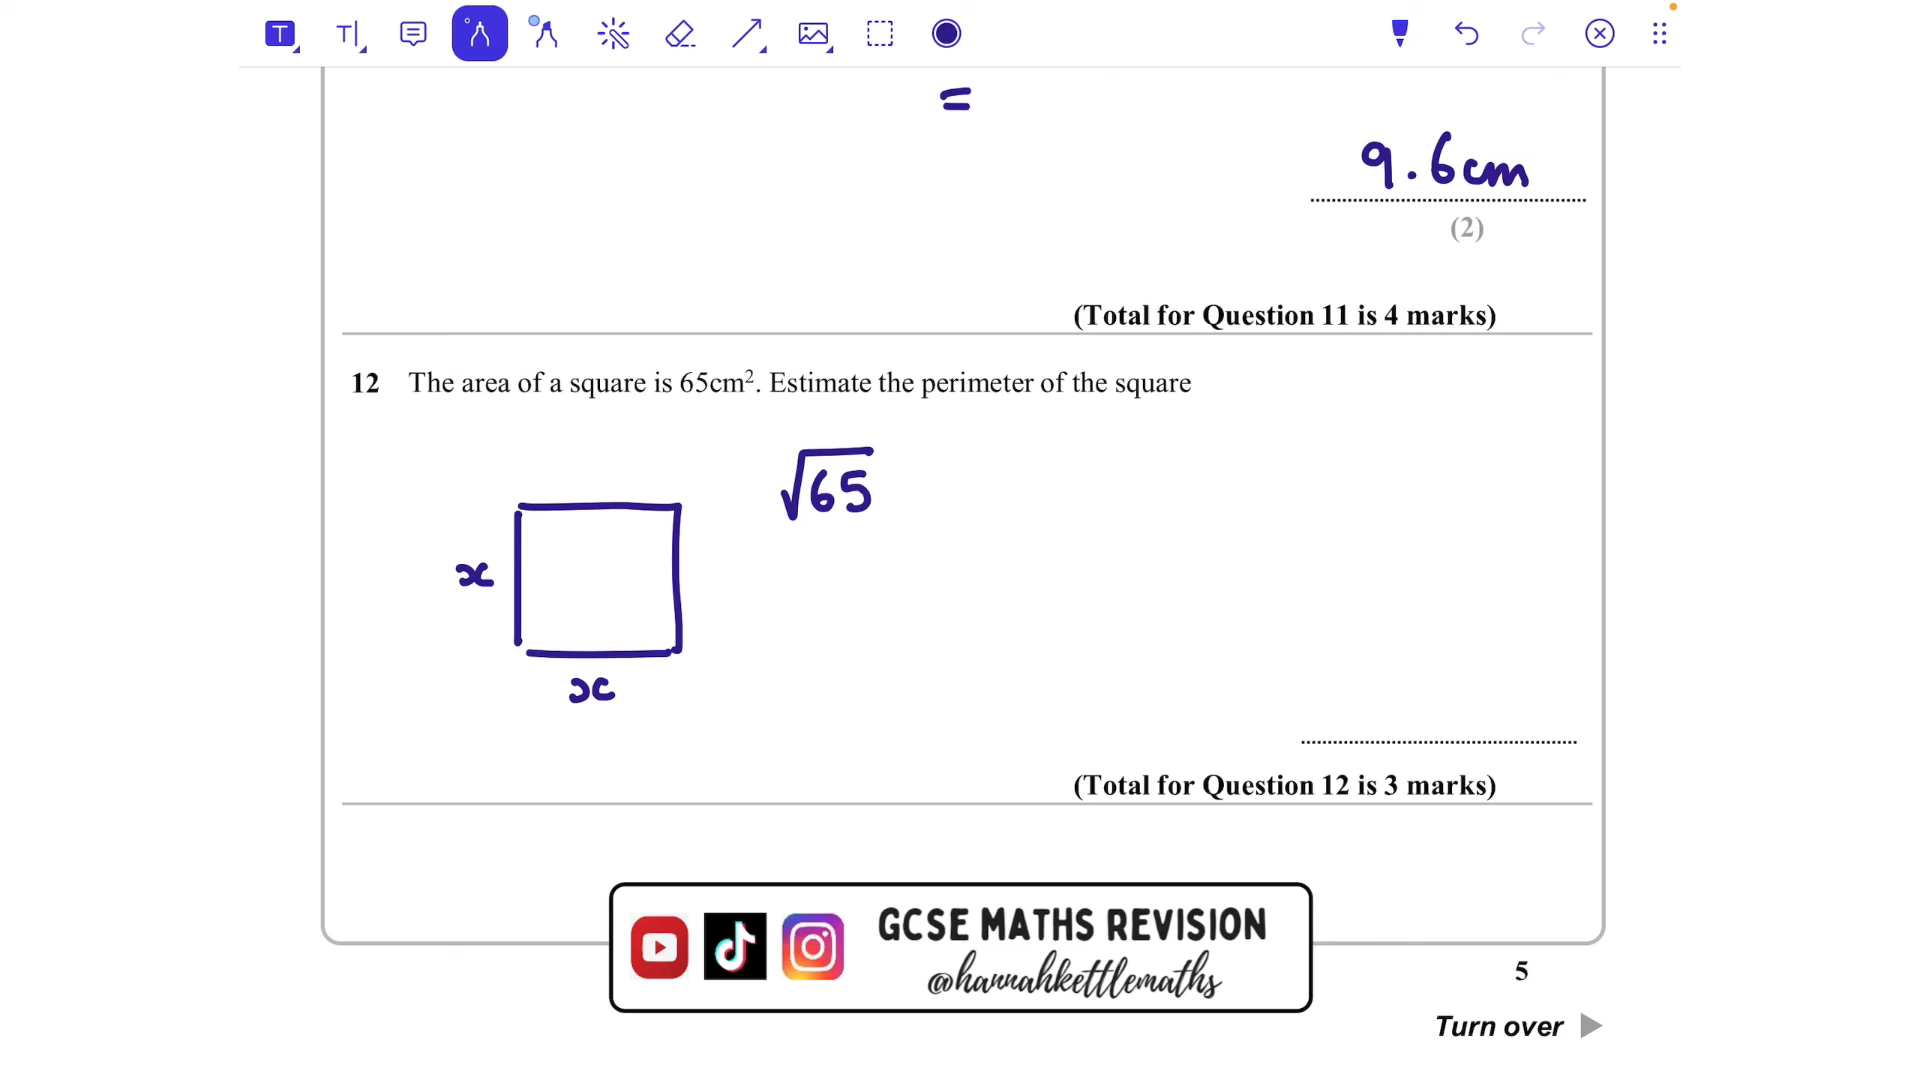 T T|
=
9.6cm
(2)
(Total for Question 11 is 4 marks)
12 The area of a square is 65cm². Estimate the perimeter of the square
√65
x
x
(Total for Question 12 is 3 marks)
GCSE MATHS REVISION
@hannahkettlemaths
5
Turn over